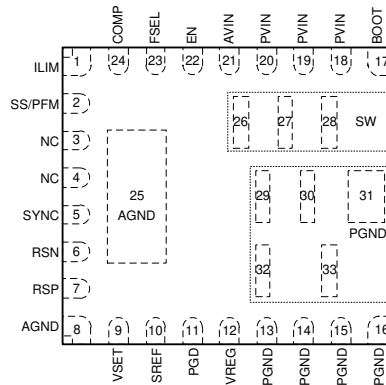 COMP FSEL EN AVIN PVIN PVIN PVIN BOOT
ILIM 1 24 23 22 21 20 19 18 17
SS/PFM 2 26 27 28 SW
NC 3
NC 4 25 29 30 31
SYNC 5 AGND
PGND
RSN 6
RSP 7 32 33
AGND 8 9 10 11 12 13 14 15 16
VSET SREF PGD VREG PGND PGND PGND PGND